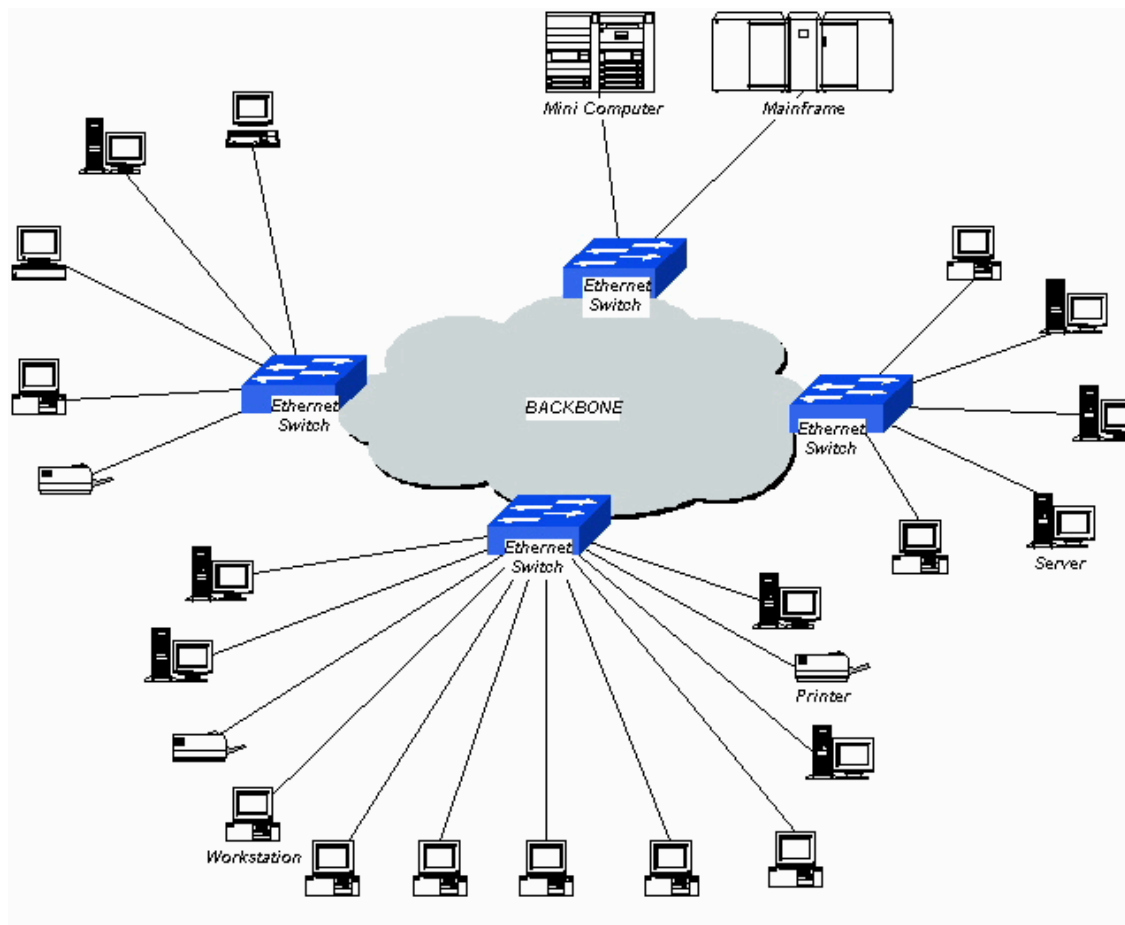 Mini Computer
Mainframe
Ethernet
Switch
BACKBONE
Ethernet
Switch
Ethernet
Switch
Ethernet
Switch
Server
Printer
Workstation